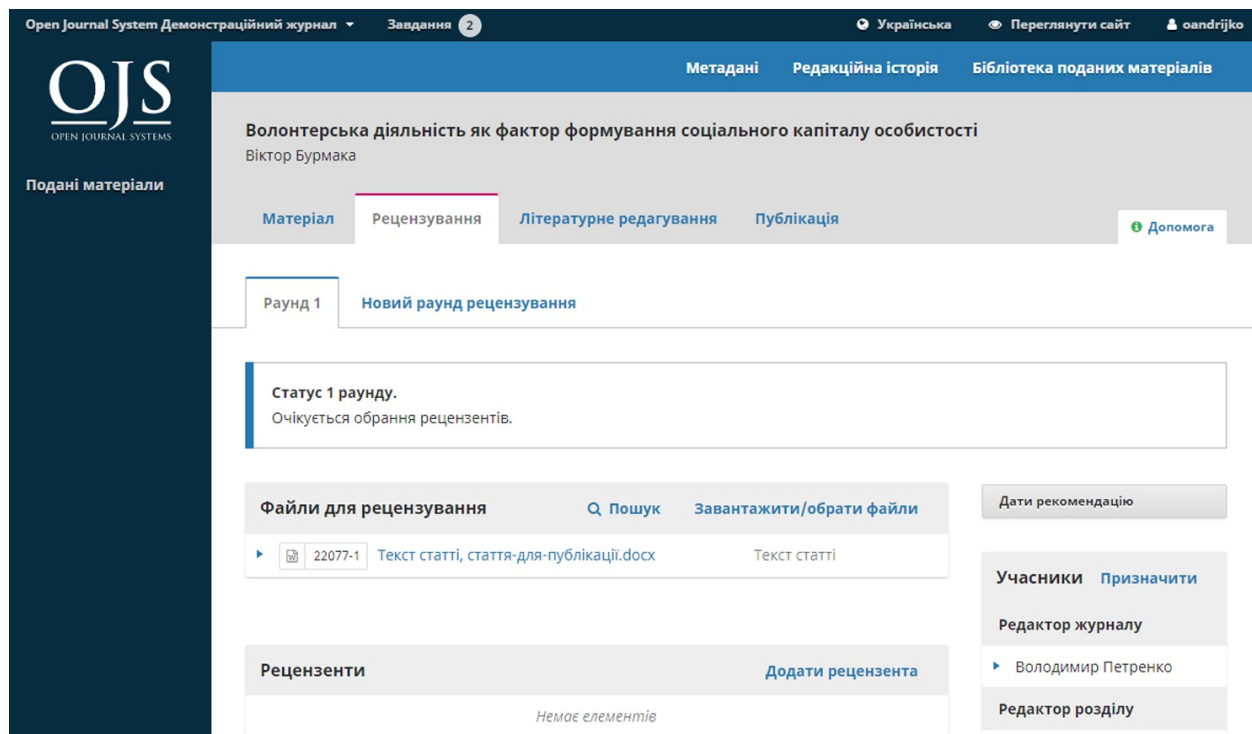 Open Journal System Демонстраційний журнал Завдання 2 Українська Переглянути сайт oandrijko
OJS
OPEN JOURNAL SYSTEMS
Подані матеріали
Метадані Редакційна історія Бібліотека поданих матеріалів
Волонтерська діяльність як фактор формування соціального капіталу особистості
Віктор Бурмака
Матеріал Рецензування Літературне редагування Публікація
Допомога
Раунд 1 Новий раунд рецензування
Статус 1 раунду.
Очікується обрання рецензентів.
Файли для рецензування Пошук Завантажити/обрати файли
22077-1 Текст статті, стаття-для-публікації.docx Текст статті
Рецензенти Додати рецензента
Немає елементів
Дати рекомендацію
Учасники Призначити
Редактор журналу
Володимир Петренко
Редактор розділу